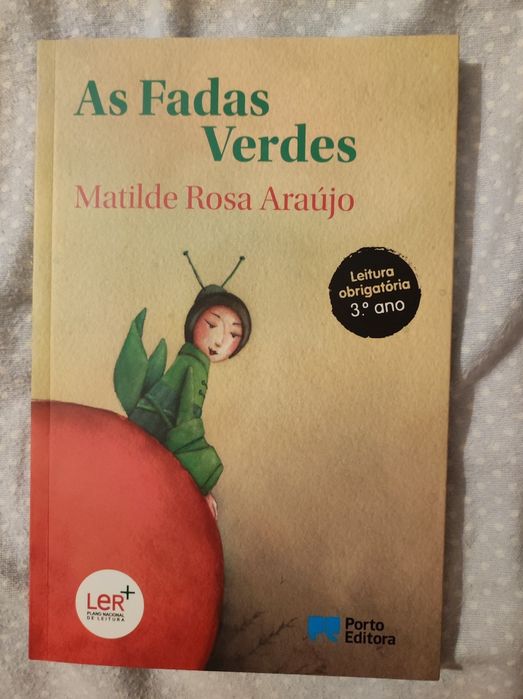 As Fadas
Verdes
Matilde Rosa Araújo
Leitura
obrigatória
3.º ano
LeR+
PLANO NACIONAL
DE LEITURA
Porto
Editora